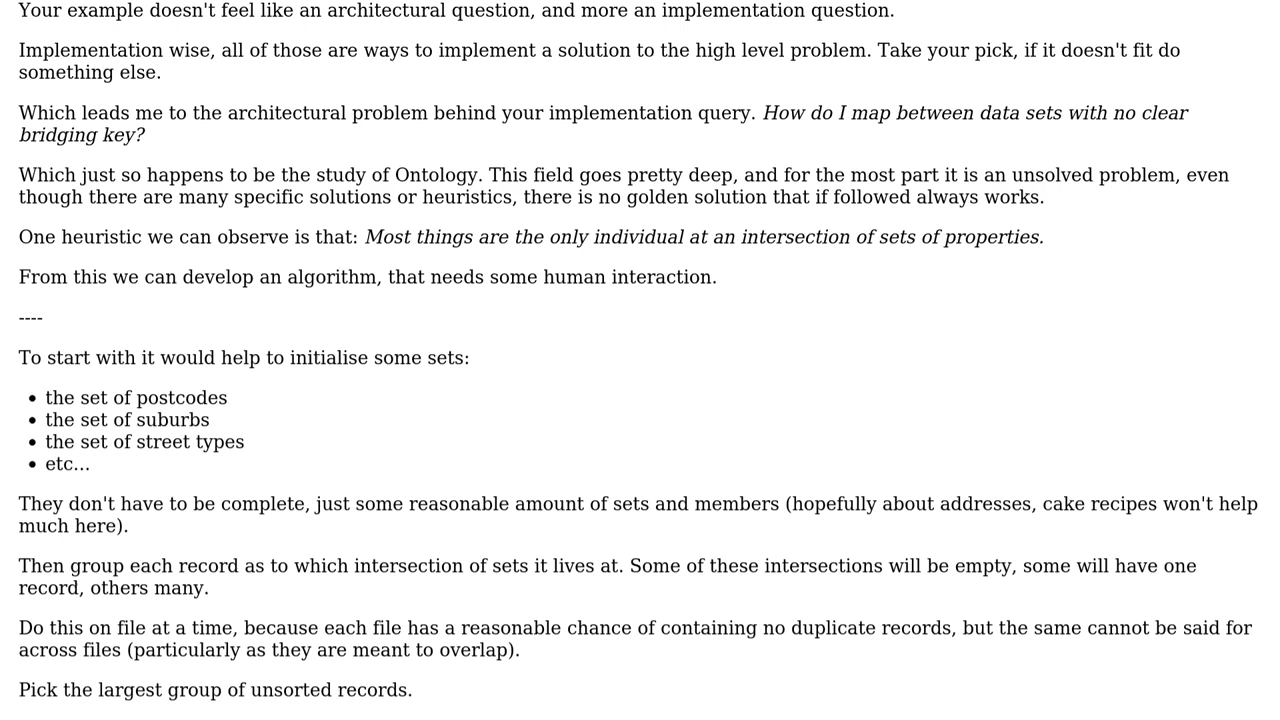 Your example doesn't feel like an architectural question, and more an implementation question.
Implementation wise, all of those are ways to implement a solution to the high level problem. Take your pick, if it doesn't fit do
something else.
Which leads me to the architectural problem behind your implementation query. How do I map between data sets with no clear
bridging key?
Which just so happens to be the study of Ontology. This field goes pretty deep, and for the most part it is an unsolved problem, even
though there are many specific solutions or heuristics, there is no golden solution that if followed always works.
One heuristic we can observe is that: Most things are the only individual at an intersection of sets of properties.
From this we can develop an algorithm, that needs some human interaction.
----
To start with it would help to initialise some sets:
• the set of postcodes
• the set of suburbs
• the set of street types
• etc...
They don't have to be complete, just some reasonable amount of sets and members (hopefully about addresses, cake recipes won't help
much here).
Then group each record as to which intersection of sets it lives at. Some of these intersections will be empty, some will have one
record, others many.
Do this on file at a time, because each file has a reasonable chance of containing no duplicate records, but the same cannot be said for
across files (particularly as they are meant to overlap).
Pick the largest group of unsorted records.